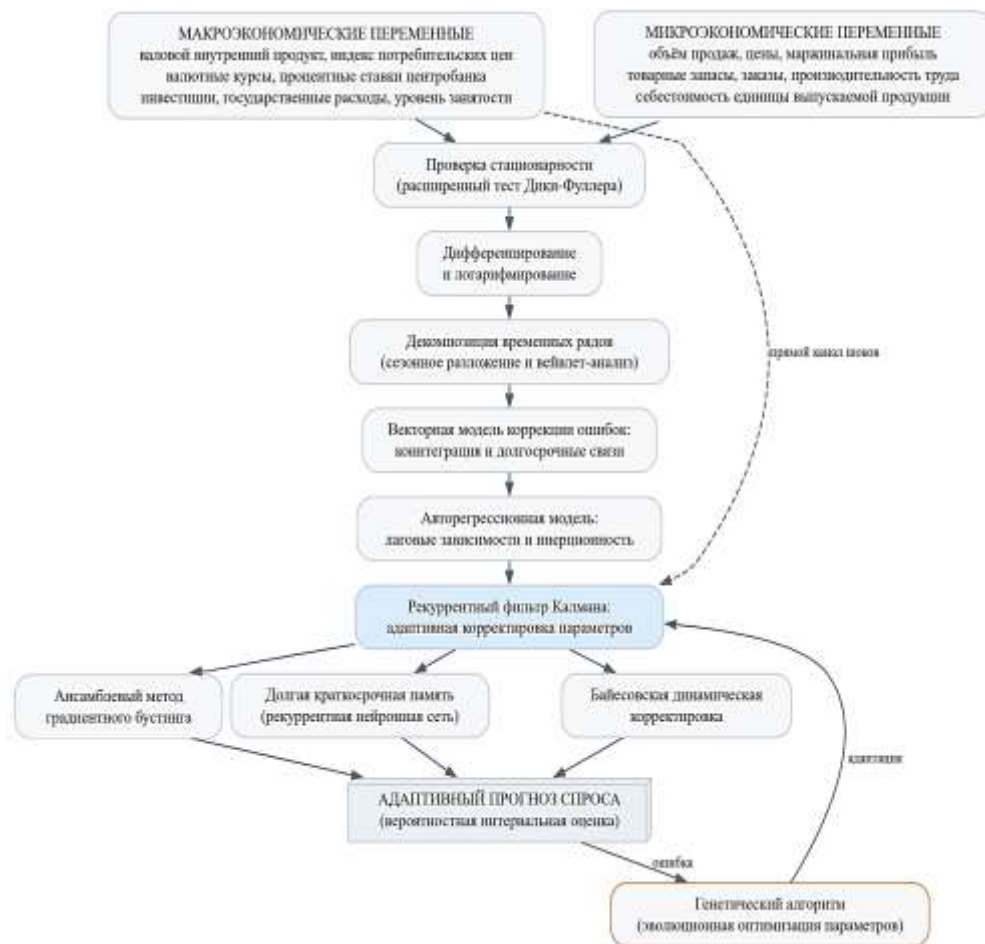 МАКРОЭКОНОМИЧЕСКИЕ ПЕРЕМЕННЫЕ
валовой внутренний продукт, индекс потребительских цен
валютные курсы, процентные ставки центробанка
инвестиции, государственные расходы, уровень занятости
МИКРОЭКОНОМИЧЕСКИЕ ПЕРЕМЕННЫЕ
объём продаж, цены, маржинальная прибыль
товарные запасы, заказы, производительность труда
себестоимость единицы выпускаемой продукции
Проверка стационарности
(расширенный тест Дики-Фуллера)
Дифференцирование
и логарифмирование
Декомпозиция временных рядов
(сезонное разложение и вейвлет-анализ)
прямой канал шоков
Векторная модель коррекции ошибок:
коинтеграция и долгосрочные связи
Авторегрессионная модель:
лаговые зависимости и инерционность
Рекуррентный фильтр Калмана:
адаптивная корректировка параметров
Ансамблевый метод
градиентного бустинга
Долгая краткосрочная память
(рекуррентная нейронная сеть)
Байесовская динамическая
корректировка
адаптация
АДАПТИВНЫЙ ПРОГНОЗ СПРОСА
(вероятностная интервальная оценка)
ошибка
Генетический алгоритм
(эволюционная оптимизация параметров)